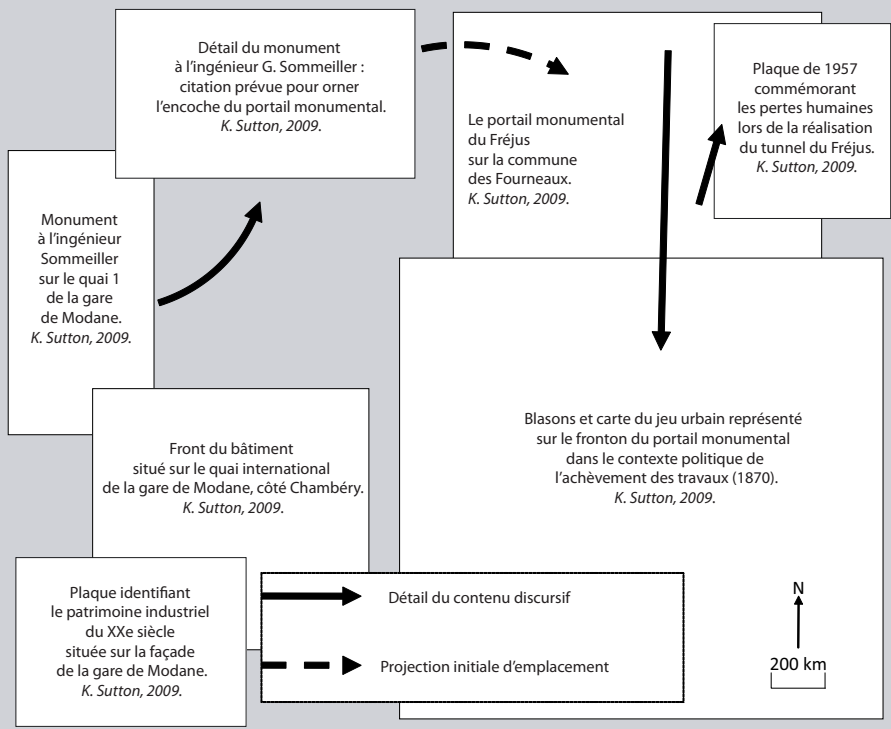 Détail du monument
à l’ingénieur G. Sommeiller :
citation prévue pour orner
l’encoche du portail monumental.
K. Sutton, 2009.
Le portail monumental
du Fréjus
sur la commune
des Fourneaux.
K. Sutton, 2009.
Plaque de 1957
commémorant
les pertes humaines
lors de la réalisation
du tunnel du Fréjus.
K. Sutton, 2009.
Monument
à l’ingénieur
Sommeiller
sur le quai 1
de la gare
de Modane.
K. Sutton, 2009.
Front du bâtiment
situé sur le quai international
de la gare de Modane, côté Chambéry.
K. Sutton, 2009.
Blasons et carte du jeu urbain représenté
sur le fronton du portail monumental
dans le contexte politique de
l’achèvement des travaux (1870).
K. Sutton, 2009.
Plaque identifiant
le patrimoine industriel
du XXe siècle
située sur la façade
de la gare de Modane.
K. Sutton, 2009.
Détail du contenu discursif
Projection initiale d’emplacement
N
200 km